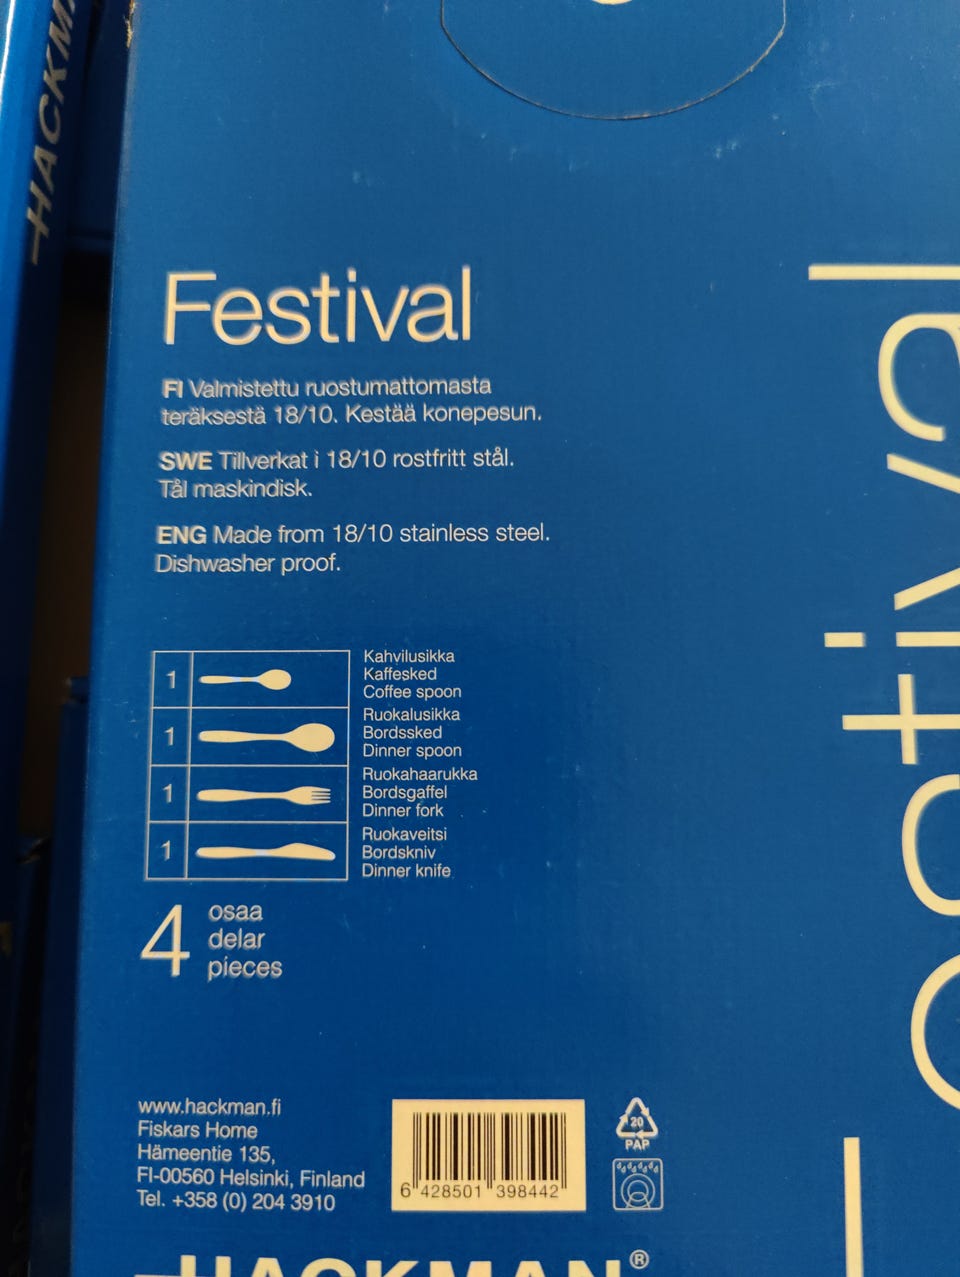 HACKMAN
Festival
FI Valmistettu ruostumattomasta
teräksestä 18/10. Kestää konepesun.
SWE Tillverkat i 18/10 rostfritt stål.
Tål maskindisk.
ENG Made from 18/10 stainless steel.
Dishwasher proof.
1
Kahvilusikka
Kaffesked
Coffee spoon
1
Ruokalusikka
Bordssked
Dinner spoon
1
Ruokahaarukka
Bordsgaffel
Dinner fork
1
Ruokaveitsi
Bordskniv
Dinner knife
4
osaa
delar
pieces
www.hackman.fi
Fiskars Home
Hämeentie 135,
FI-00560 Helsinki, Finland
Tel. +358 (0) 204 3910
6 428501 398442
20
PAP
HACKMAN®
Festival